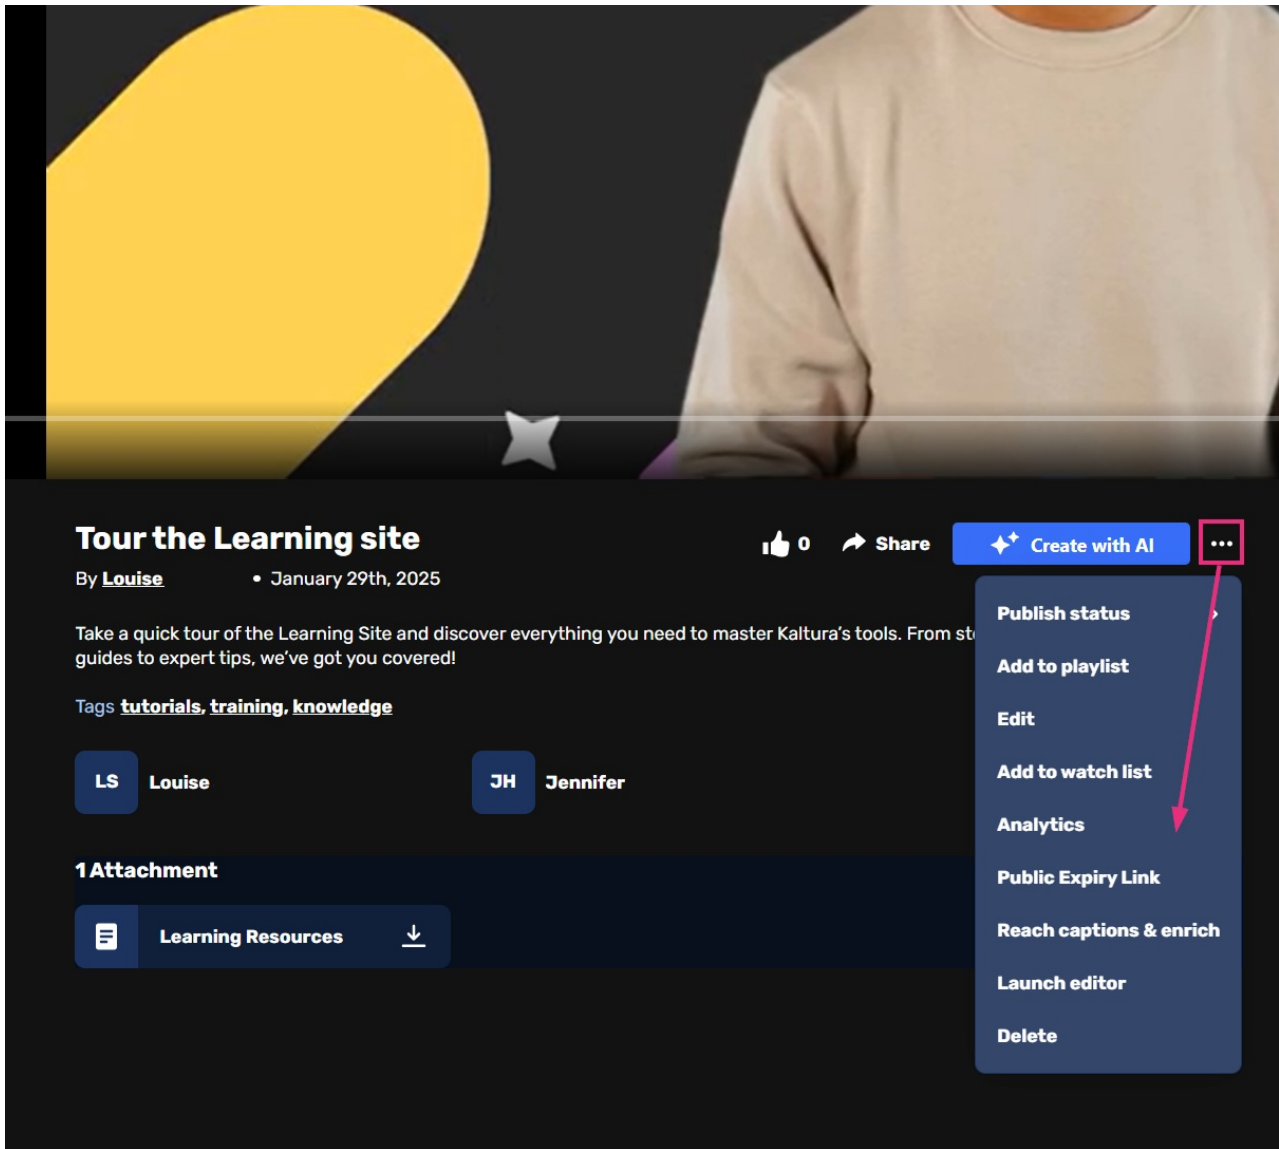 Tour the Learning site
0
Share
Create with AI
By Louise • January 29th, 2025
Take a quick tour of the Learning Site and discover everything you need to master Kaltura's tools. From
guides to expert tips, we've got you covered!
Tags tutorials, training, knowledge
LS Louise
JH Jennifer
1 Attachment
Learning Resources
Publish status
Add to playlist
Edit
Add to watch list
Analytics
Public Expiry Link
Reach captions & enrich
Launch editor
Delete